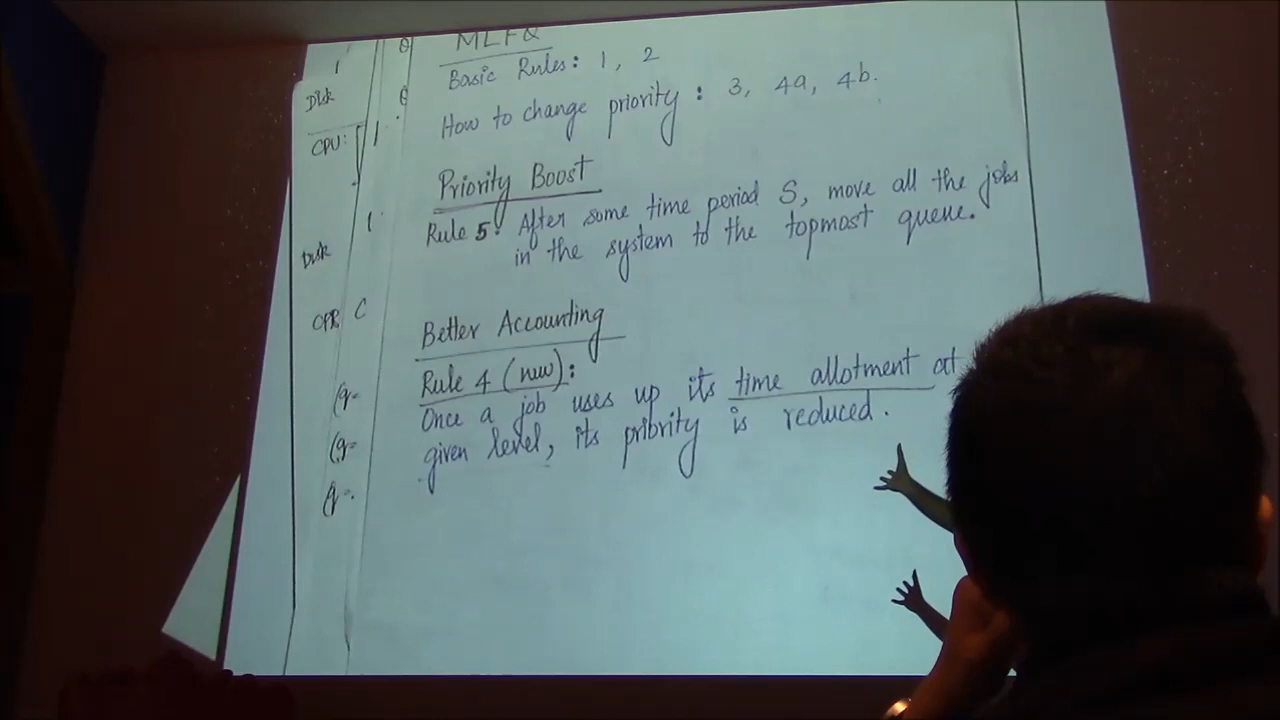 MLFQ
Basic Rules: 1, 2
How to change priority: 3, 4a, 4b.
Priority Boost
Rule 5: After some time period S, move all the jobs
in the system to the topmost queue.
Better Accounting
Rule 4 (new):
Once a job uses up its time allotment at
given level, its priority is reduced.
Disk
CPU:
Disk